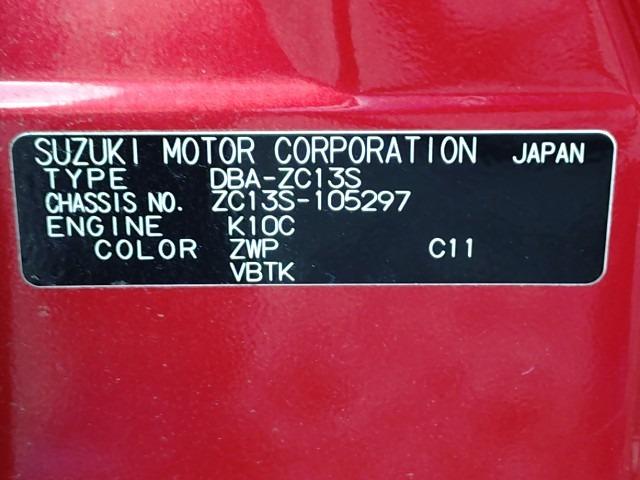 SUZUKI MOTOR CORPORATION JAPAN
TYPE DBA-ZC13S
CHASSIS NO. ZC13S-105297
ENGINE K10C
COLOR ZWP C11
VBTK